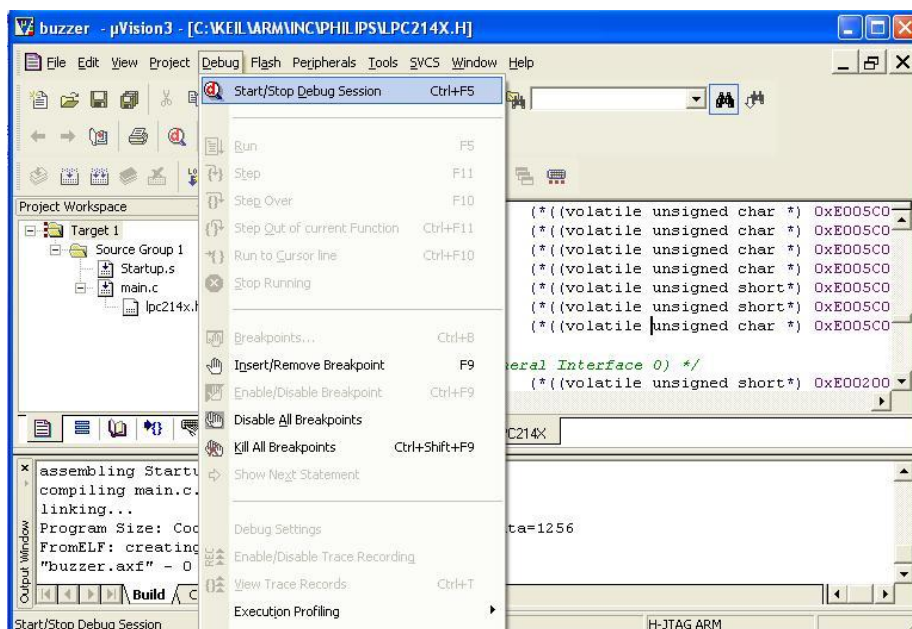 buzzer - µVision3 - [C:\KEIL\ARM\INC\PHILIPS\LPC214X.H]
File Edit View Project Debug Flash Peripherals Tools SVCS Window Help
Start/Stop Debug Session Ctrl+F5
Run F5
Step F11
Step Over F10
Step Out of current Function Ctrl+F11
Run to Cursor line Ctrl+F10
Stop Running
Breakpoints... Ctrl+B
Insert/Remove Breakpoint F9
Enable/Disable Breakpoint Ctrl+F9
Disable All Breakpoints
Kill All Breakpoints Ctrl+Shift+F9
Show Next Statement
Debug Settings
Enable/Disable Trace Recording
View Trace Records Ctrl+T
Execution Profiling
Project Workspace
Target 1
Source Group 1
Startup.s
main.c
lpc214x.h
(*((volatile unsigned char *) 0xE005C0
(*((volatile unsigned char *) 0xE005C0
(*((volatile unsigned char *) 0xE005C0
(*((volatile unsigned char *) 0xE005C0
(*((volatile unsigned short*) 0xE005C0
(*((volatile unsigned short*) 0xE005C0
(*((volatile unsigned char *) 0xE005C0
neral Interface 0) */
(*((volatile unsigned short*) 0xE00200
PC214X
assembling Startu
compiling main.c.
linking...
Program Size: Cod ta=1256
FromELF: creating
"buzzer.axf" - 0
Output Window
Build C
Start/Stop Debug Session H-JTAG ARM